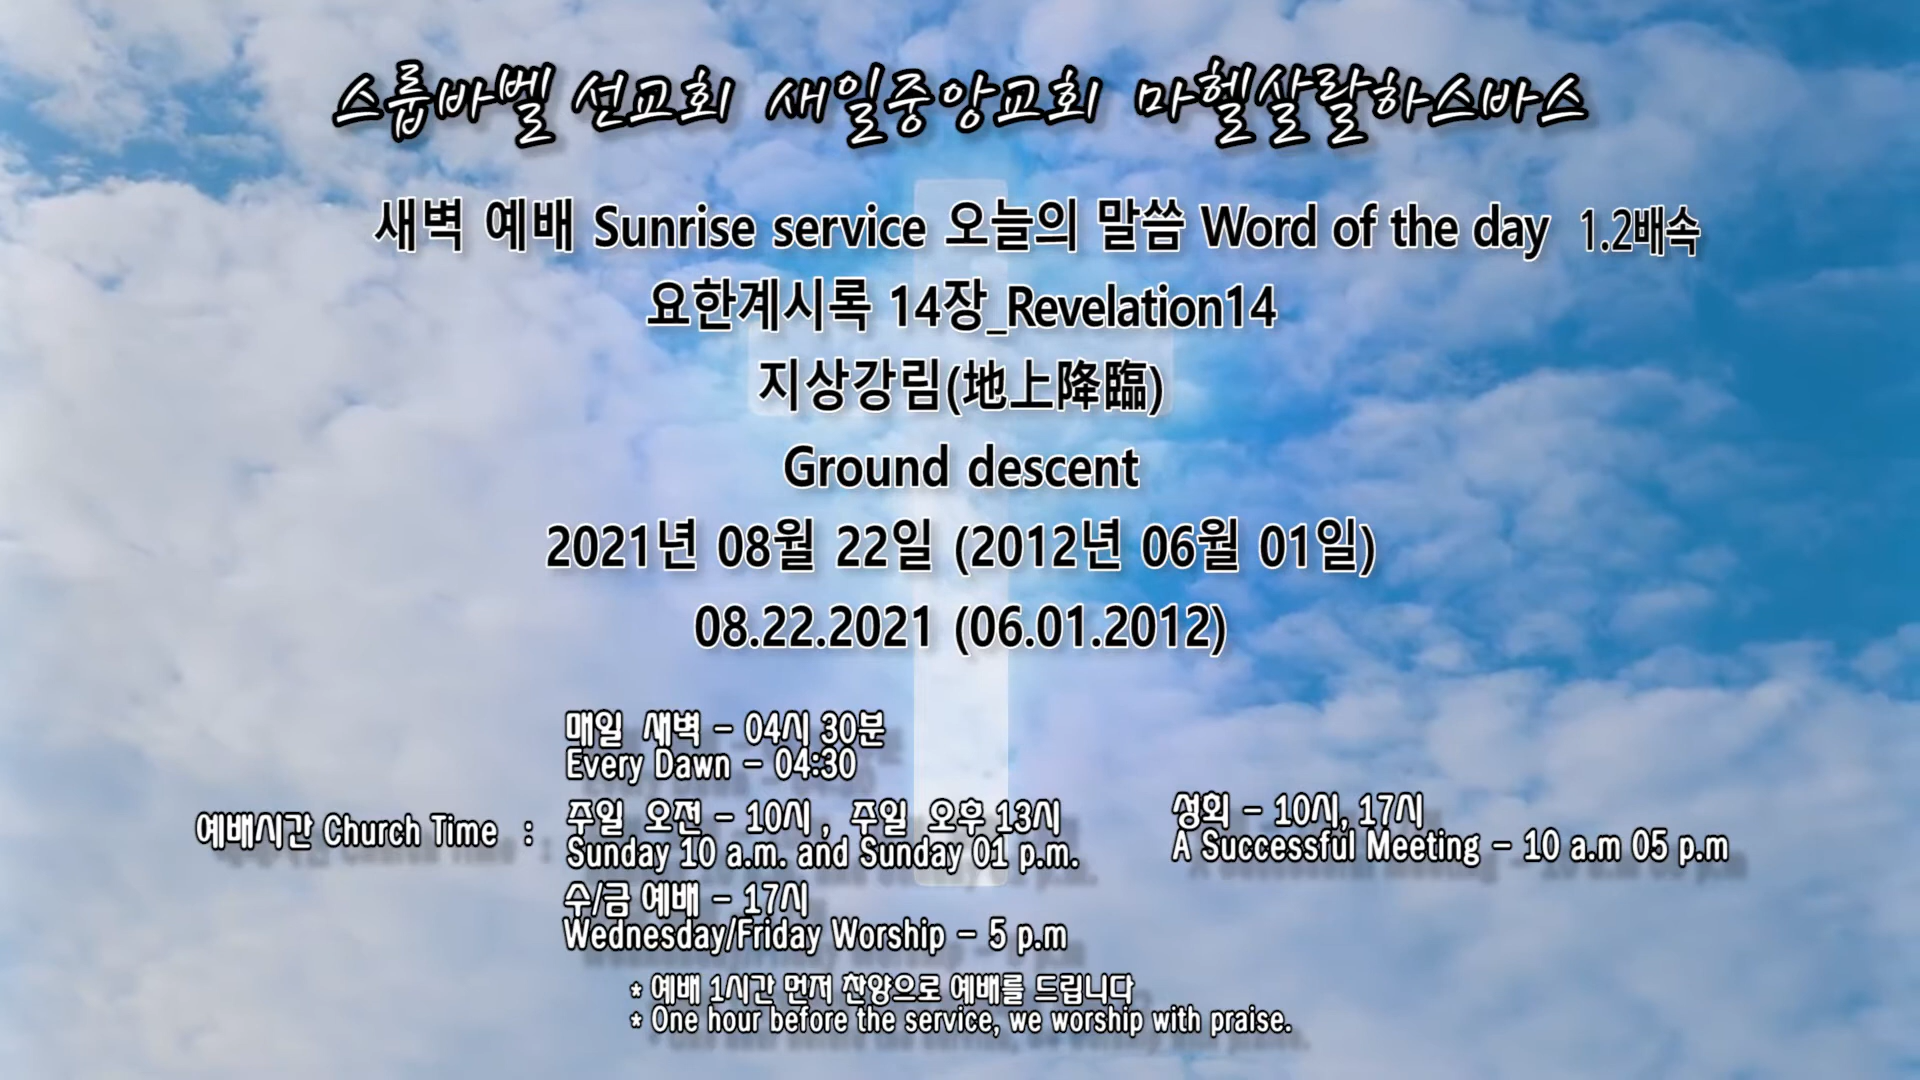 스룹바벨 선교회 새일중앙교회 마헬살랄하스바스
새벽 예배 Sunrise service 오늘의 말씀 Word of the day 1.2배속
요한계시록 14장_Revelation14
지상강림(地上降臨)
Ground descent
2021년 08월 22일 (2012년 06월 01일)
08.22.2021 (06.01.2012)
매일 새벽 - 04시 30분
Every Dawn - 04:30
예배시간 Church Time :
주일 오전 - 10시, 주일 오후 13시
Sunday 10 a.m. and Sunday 01 p.m.
수/금 예배 - 17시
Wednesday/Friday Worship - 5 p.m
성회 - 10시, 17시
A Successful Meeting - 10 a.m 05 p.m
* 예배 1시간 먼저 찬양으로 예배를 드립니다
* One hour before the service, we worship with praise.